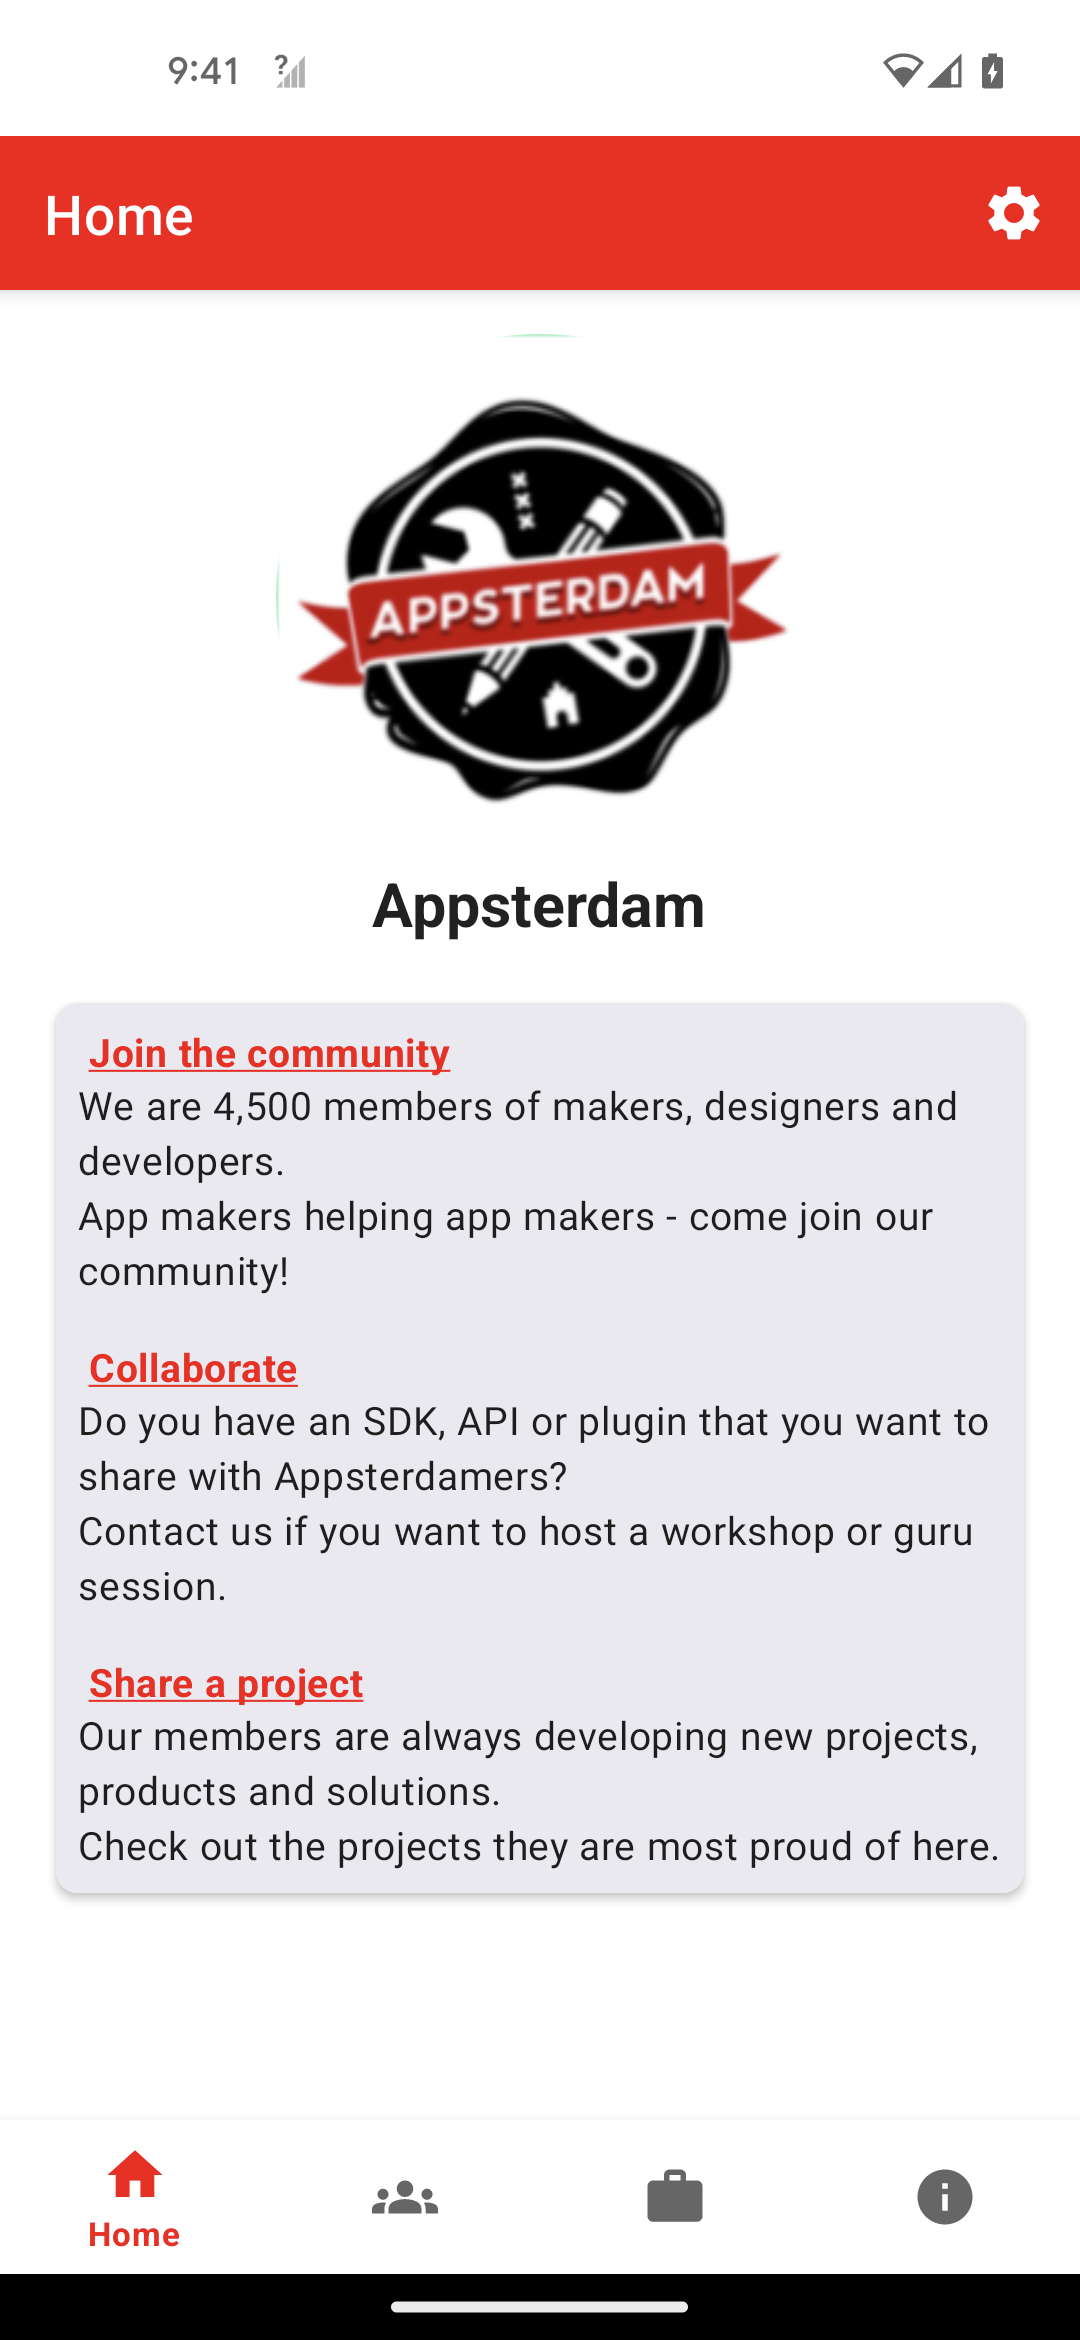 9:41
Home
APPSTERDAM
Appsterdam
Join the community
We are 4,500 members of makers, designers and
developers.
App makers helping app makers - come join our
community!
Collaborate
Do you have an SDK, API or plugin that you want to
share with Appsterdamers?
Contact us if you want to host a workshop or guru
session.
Share a project
Our members are always developing new projects,
products and solutions.
Check out the projects they are most proud of here.
Home